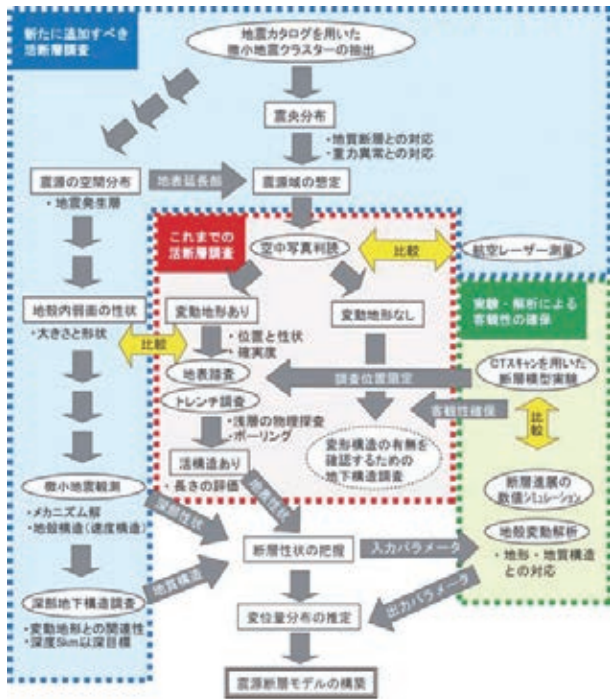 新たに追加すべき
活断層調査
地震カタログを用いた
微小地震クラスターの抽出
震央分布
・地質断層との対応
・重力異常との対応
震源の空間分布
・地震発生層
地表延長部
震源域の想定
これまでの
活断層調査
空中写真判読
比較
航空レーザー測量
地殻内弱面の性状
・大きさと形状
比較
変動地形あり
・位置と性状
・確実度
変動地形なし
実験・解析による
客観性の確保
地表踏査
調査位置限定
CTスキャンを用いた
断層模型実験
トレンチ調査
・浅層の物理探査
・ボーリング
客観性確保
比較
活構造あり
・長さの評価
変形構造の有無を
確認するための
地下構造調査
断層進展の
数値シミュレーション
微小地震観測
・メカニズム解
・地殻構造(速度構造)
深部性状
地表性状
断層性状の把握
入力パラメータ
地殻変動解析
・地形・地質構造
との対応
深部地下構造調査
・変動地形との関連性
・深度5km以深目標
地質構造
出力パラメータ
変位量分布の推定
震源断層モデルの構築